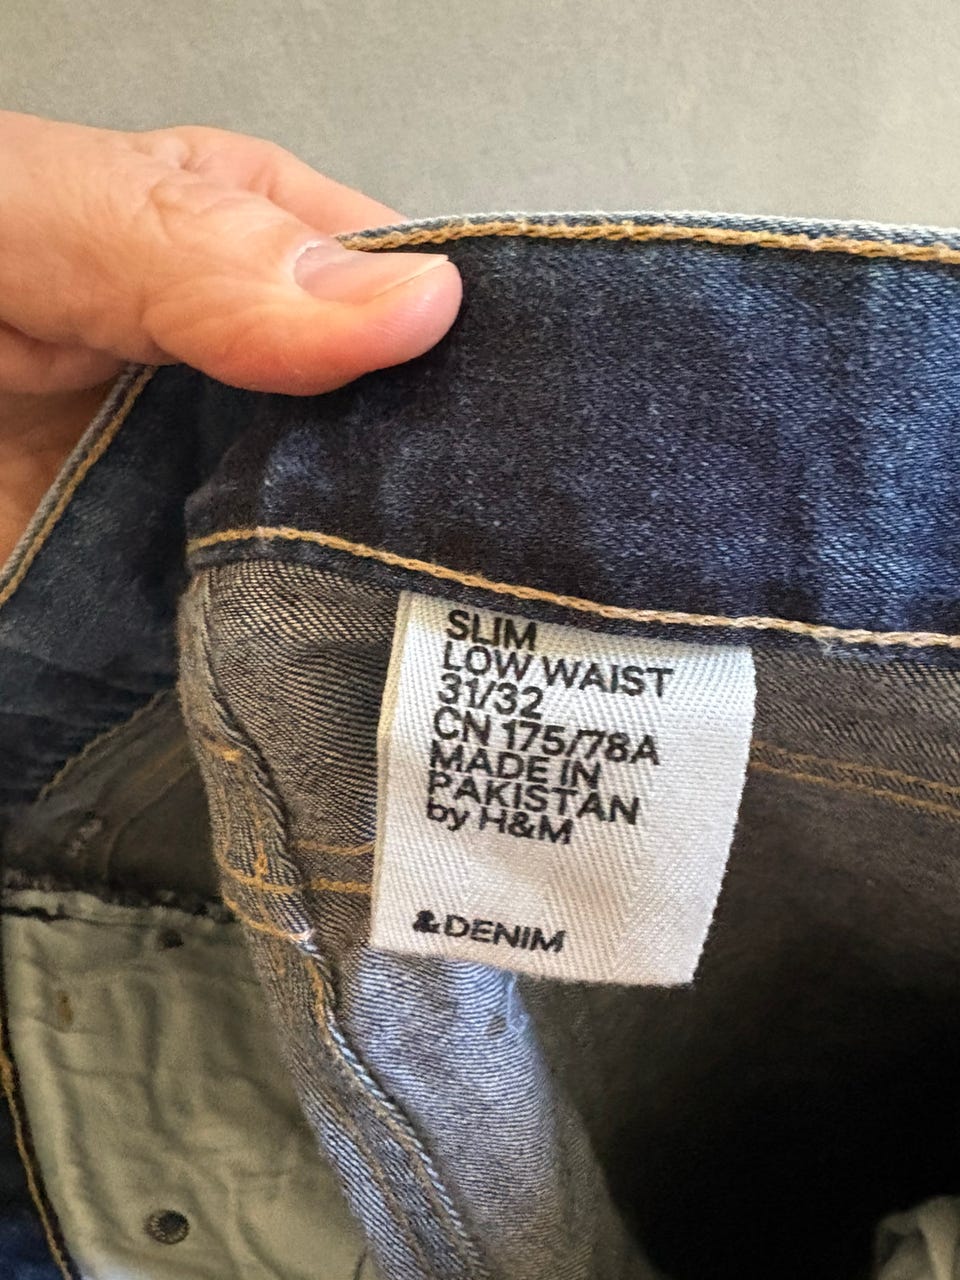 SLIM
LOW WAIST
31/32
CN 175/78A
MADE IN
PAKISTAN
by H&M
&DENIM